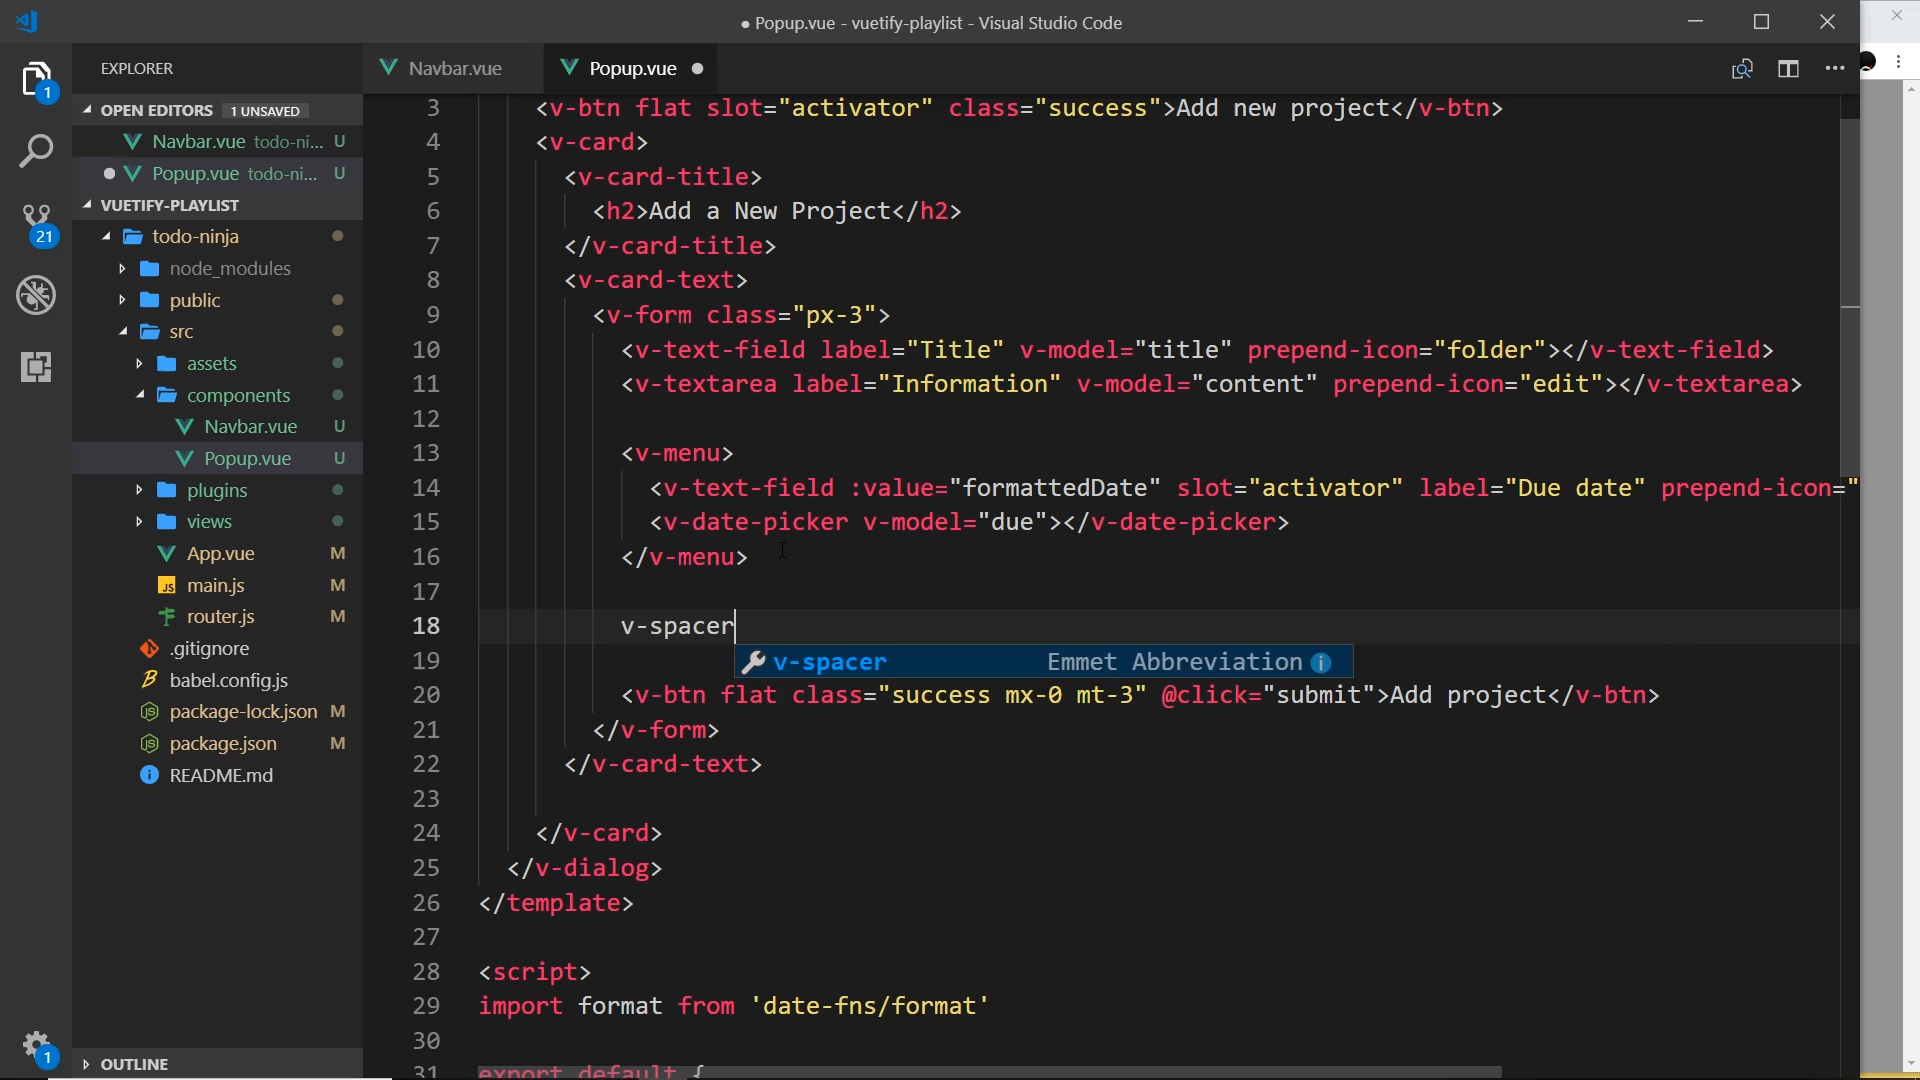 ● Popup.vue - vuetify-playlist - Visual Studio Code
EXPLORER
OPEN EDITORS 1 UNSAVED
Navbar.vue todo-ni... U
Popup.vue todo-ni... U
VUETIFY-PLAYLIST
todo-ninja
node_modules
public
src
assets
components
Navbar.vue U
Popup.vue U
plugins
views
App.vue M
JS main.js M
router.js M
.gitignore
babel.config.js
package-lock.json M
package.json M
README.md
OUTLINE
1
21
1
Navbar.vue
Popup.vue
3 <v-btn flat slot="activator" class="success">Add new project</v-btn>
4 <v-card>
5 <v-card-title>
6 <h2>Add a New Project</h2>
7 </v-card-title>
8 <v-card-text>
9 <v-form class="px-3">
10 <v-text-field label="Title" v-model="title" prepend-icon="folder"></v-text-field>
11 <v-textarea label="Information" v-model="content" prepend-icon="edit"></v-textarea>
12
13 <v-menu>
14 <v-text-field :value="formattedDate" slot="activator" label="Due date" prepend-icon="
15 <v-date-picker v-model="due"></v-date-picker>
16 </v-menu>
17
18 v-spacer
19 v-spacer Emmet Abbreviation
20 <v-btn flat class="success mx-0 mt-3" @click="submit">Add project</v-btn>
21 </v-form>
22 </v-card-text>
23
24 </v-card>
25 </v-dialog>
26 </template>
27
28 <script>
29 import format from 'date-fns/format'
30
31 export default {